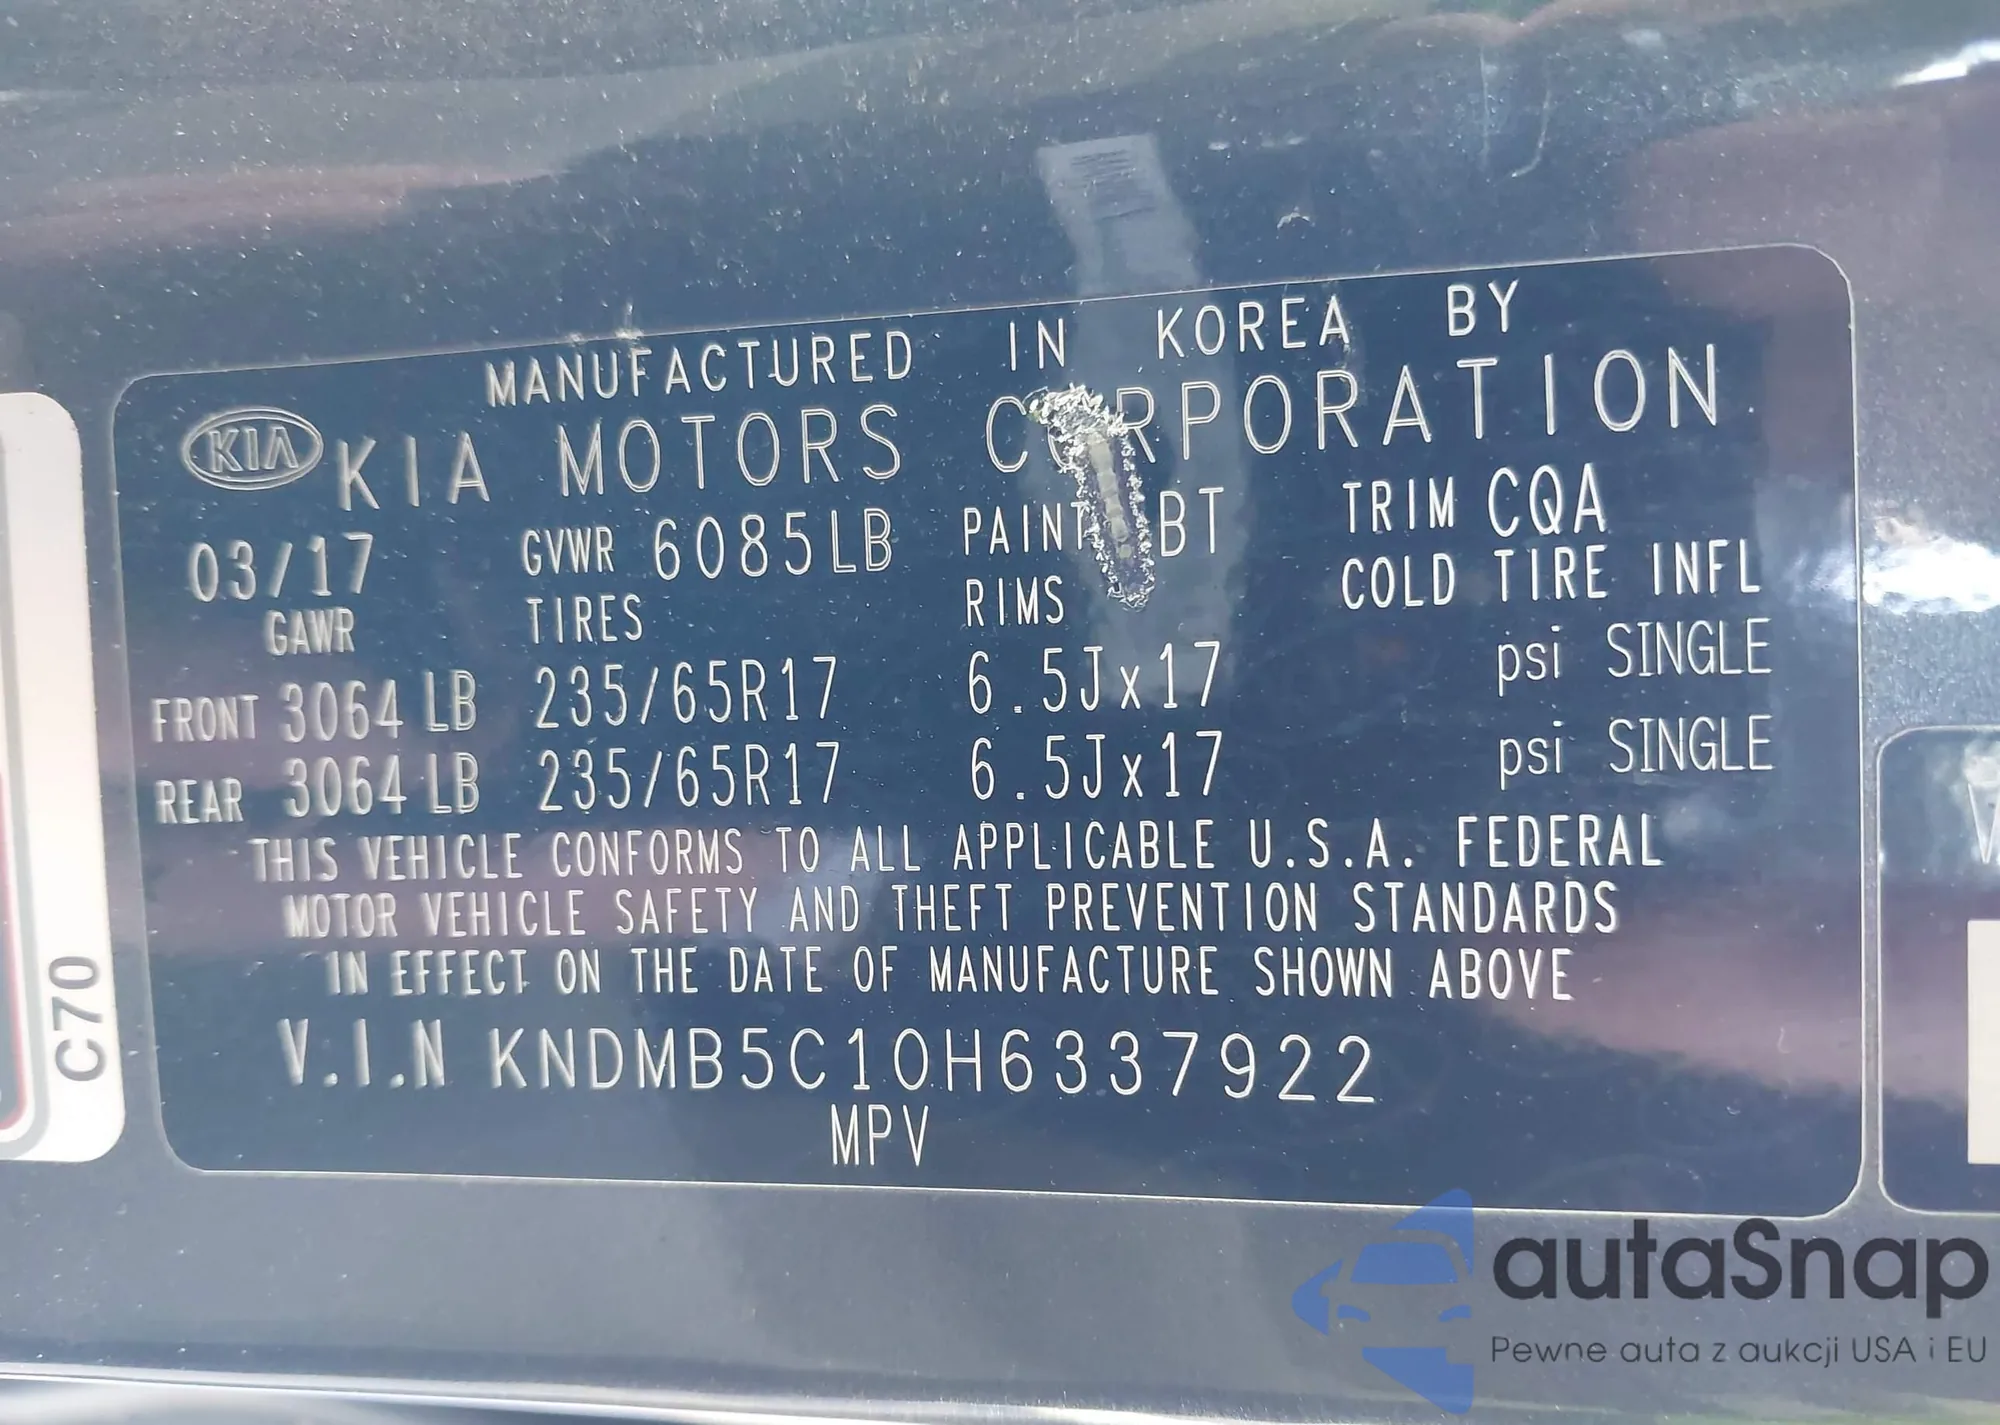 MANUFACTURED IN KOREA BY
KIA KIA MOTORS CORPORATION
03/17 GVWR 6085LB PAINT BT TRIM CQA
GAWR TIRES RIMS COLD TIRE INFL
FRONT 3064 LB 235/65R17 6.5Jx17 psi SINGLE
REAR 3064 LB 235/65R17 6.5Jx17 psi SINGLE
THIS VEHICLE CONFORMS TO ALL APPLICABLE U.S.A. FEDERAL
MOTOR VEHICLE SAFETY AND THEFT PREVENTION STANDARDS
IN EFFECT ON THE DATE OF MANUFACTURE SHOWN ABOVE
V.I.N KNDMB5C10H6337922
MPV
C70
autaSnap
Pewne auta z aukcji USA i EU